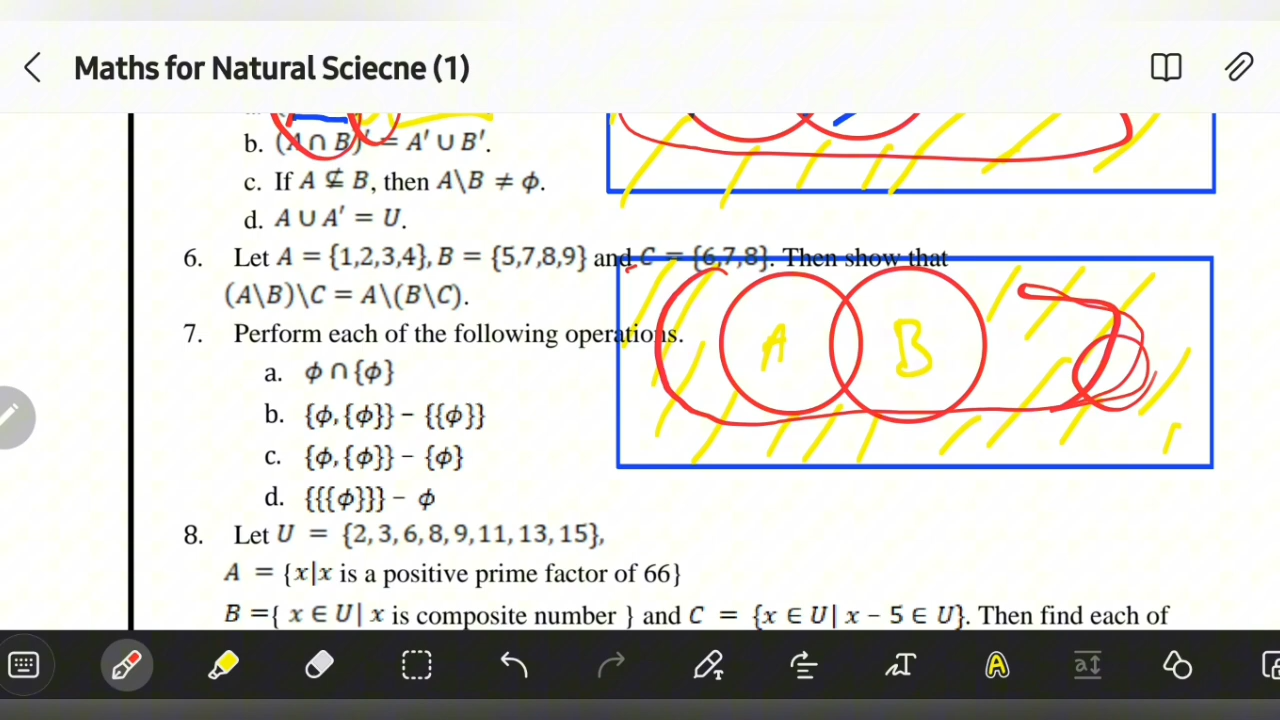 Maths for Natural Sciecne (1)
b. (A ∩ B)′ = A′ ∪ B′.
c. If A ⊈ B, then A\B ≠ ϕ.
d. A ∪ A′ = U.
6. Let A = {1,2,3,4}, B = {5,7,8,9} and C = {6,7,8}. Then show that
(A\B)\C = A\(B\C).
7. Perform each of the following operations.
a. ϕ ∩ {ϕ}
b. {ϕ, {ϕ}} − {{ϕ}}
c. {ϕ, {ϕ}} − {ϕ}
d. {{{ϕ}}} − ϕ
A B
8. Let U = {2, 3, 6, 8, 9, 11, 13, 15},
A = {x|x is a positive prime factor of 66}
B ={ x ∈ U| x is composite number } and C = {x ∈ U| x − 5 ∈ U}. Then find each of